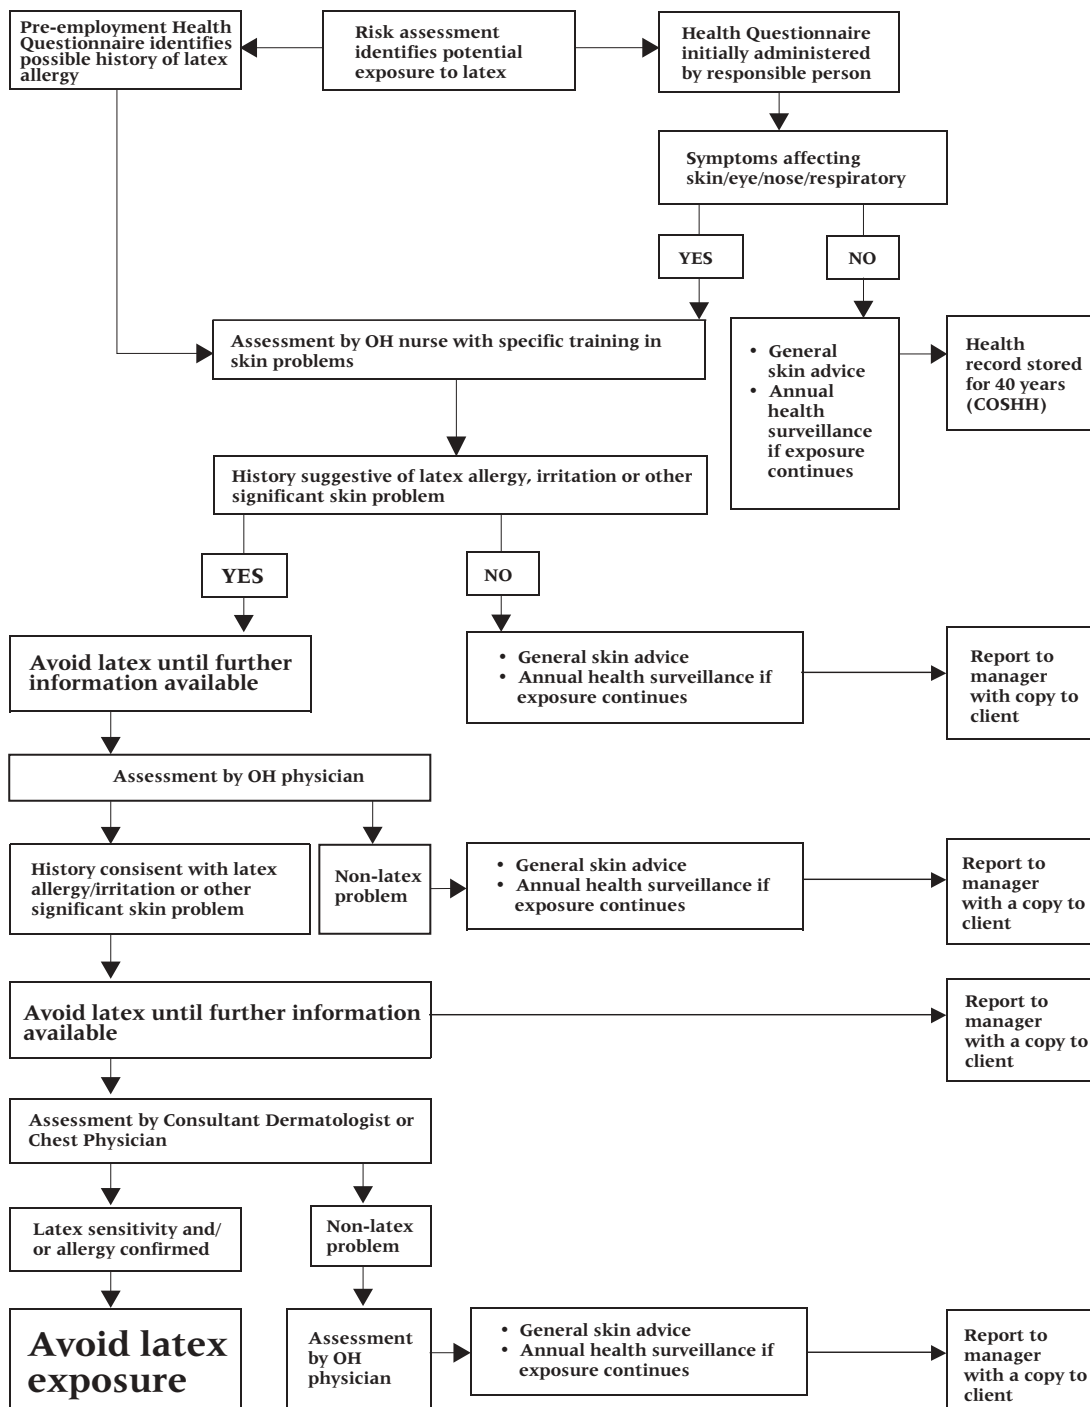 Pre-employment Health
Questionnaire identifies
possible history of latex
allergy
Risk assessment
identifies potential
exposure to latex
Health Questionnaire
initially administered
by responsible person
Symptoms affecting
skin/eye/nose/respiratory
YES
NO
Assessment by OH nurse with specific training in
skin problems
• General
skin advice
• Annual
health
surveillance
if exposure
continues
Health
record stored
for 40 years
(COSHH)
History suggestive of latex allergy, irritation or other
significant skin problem
YES
NO
Avoid latex until further
information available
• General skin advice
• Annual health surveillance if
exposure continues
Report to
manager
with copy to
client
Assessment by OH physician
History consisent with latex
allergy/irritation or other
significant skin problem
Non-latex
problem
• General skin advice
• Annual health surveillance if
exposure continues
Report to
manager
with a copy to
client
Avoid latex until further information
available
Report to
manager
with a copy to
client
Assessment by Consultant Dermatologist or
Chest Physician
Latex sensitivity and/
or allergy confirmed
Non-latex
problem
Avoid latex
exposure
Assessment
by OH
physician
• General skin advice
• Annual health surveillance if
exposure continues
Report to
manager
with a copy to
client